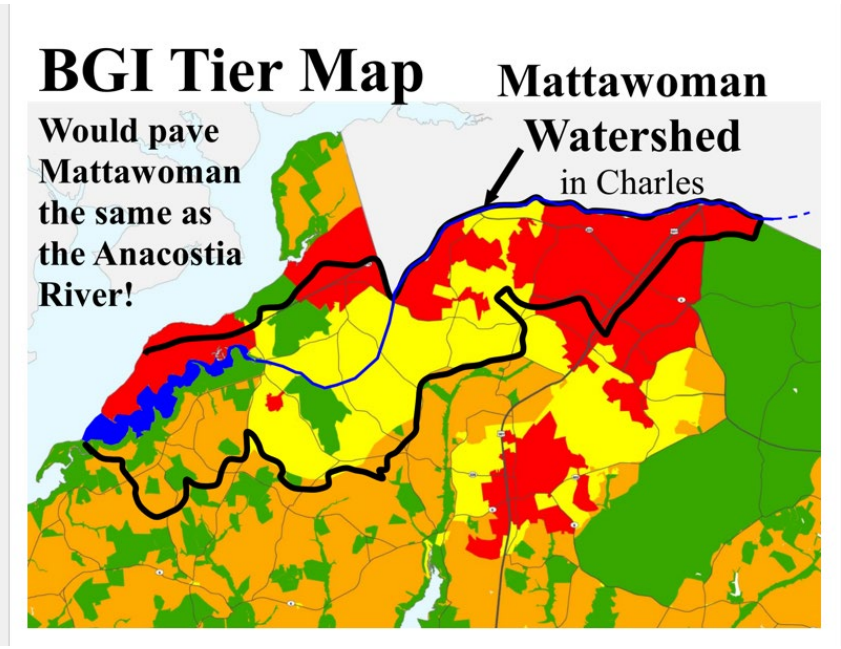 BGI Tier Map
Would pave
Mattawoman
the same as
the Anacostia
River!
Mattawoman
Watershed
in Charles